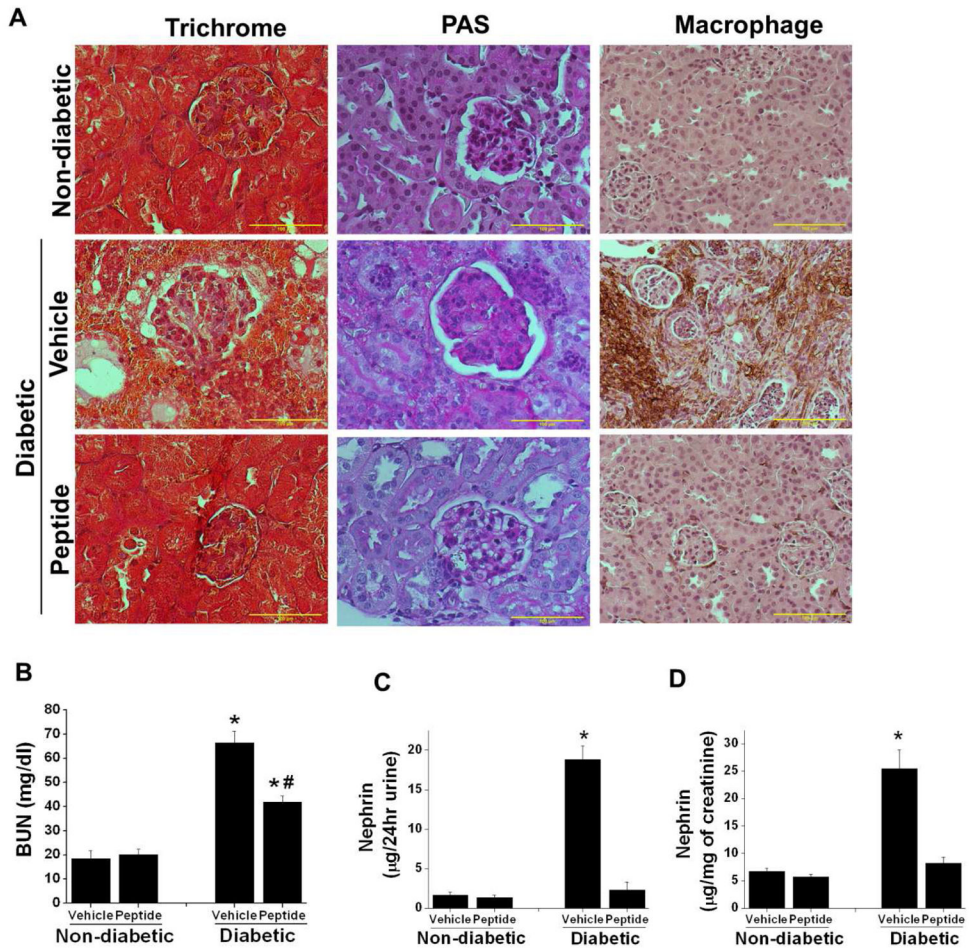 A
Trichrome
PAS
Macrophage
Non-diabetic
Diabetic
Vehicle
Peptide
B
BUN (mg/dl)
80
70
60
50
40
30
20
10
0
*
*#
Vehicle Peptide
Non-diabetic
Vehicle Peptide
Diabetic
C
Nephrin
(μg/24hr urine)
20
15
10
5
0
*
Vehicle Peptide
Non-diabetic
Vehicle Peptide
Diabetic
D
Nephrin
(μg/mg of creatinine)
30
25
20
15
10
5
0
*
Vehicle Peptide
Non-diabetic
Vehicle Peptide
Diabetic